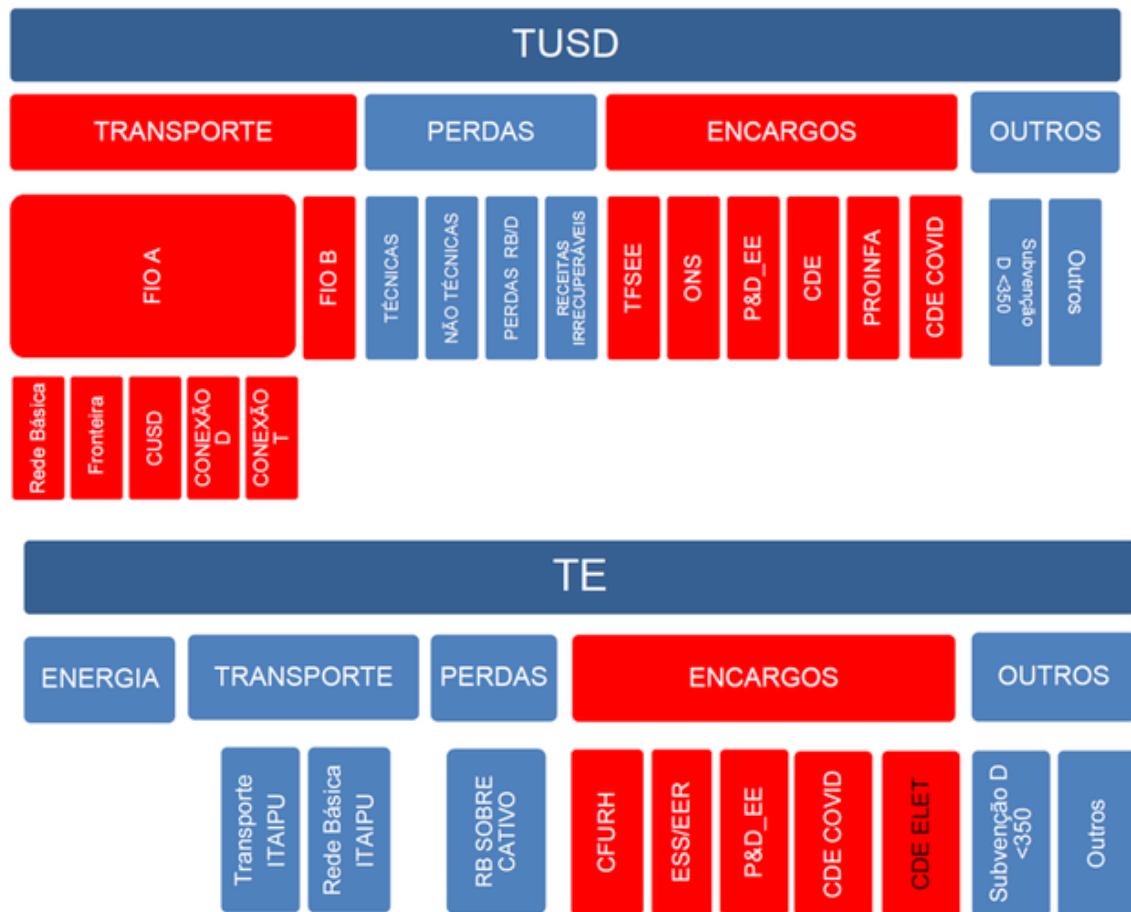 TUSD
TRANSPORTE
PERDAS
ENCARGOS
OUTROS
FIO A
FIO B
TÉCNICAS
NÃO TÉCNICAS
PERDAS RB/D
RECEITAS
IRRECUPERÁVEIS
TFSEE
ONS
P&D_EE
CDE
PROINFA
CDE COVID
Subvenção
D <350
Outros
Rede Básica
Fronteira
CUSD
CONEXÃO
D
CONEXÃO
T
TE
ENERGIA
TRANSPORTE
PERDAS
ENCARGOS
OUTROS
Transporte
ITAIPU
Rede Básica
ITAIPU
RB SOBRE
CATIVO
CFURH
ESS/EER
P&D_EE
CDE COVID
CDE ELET
Subvenção D
<350
Outros